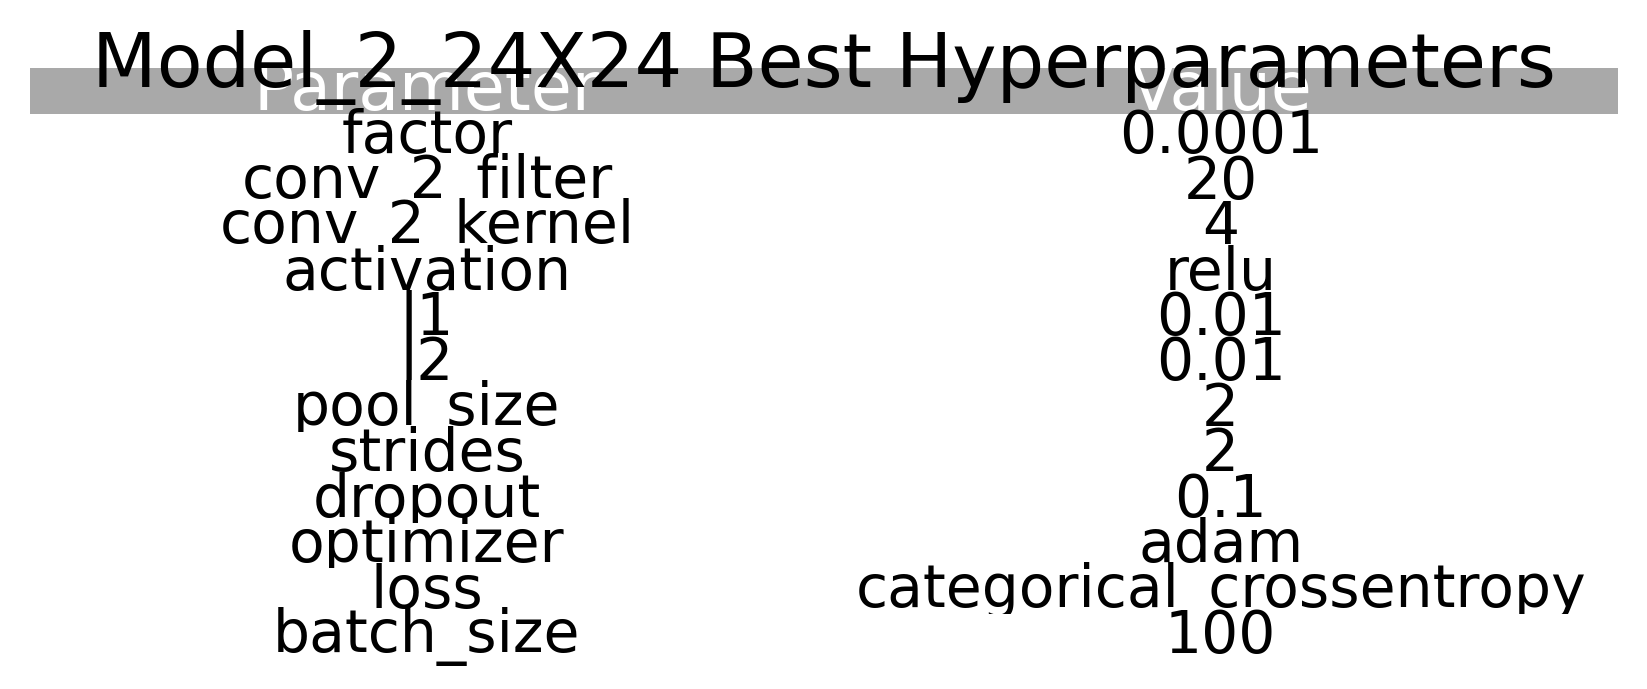 Model_2_24X24 Best Hyperparameters
Parameter Value
factor 0.0001
conv_2_filter 20
conv_2_kernel 4
activation relu
l1 0.01
l2 0.01
pool_size 2
strides 2
dropout 0.1
optimizer adam
loss categorical_crossentropy
batch_size 100